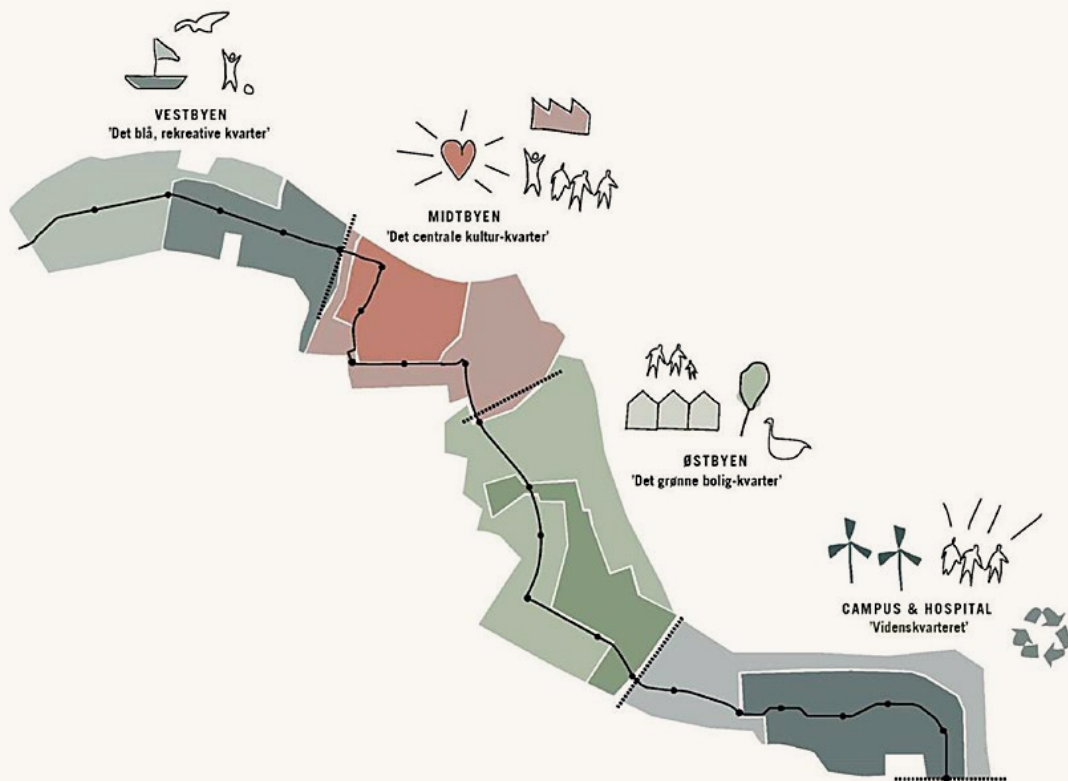 VESTBYEN
'Det blå, rekreative kvarter'
MIDTBYEN
'Det centrale kultur-kvarter'
ØSTBYEN
'Det grønne bolig-kvarter'
CAMPUS & HOSPITAL
'Videnskvarteret'